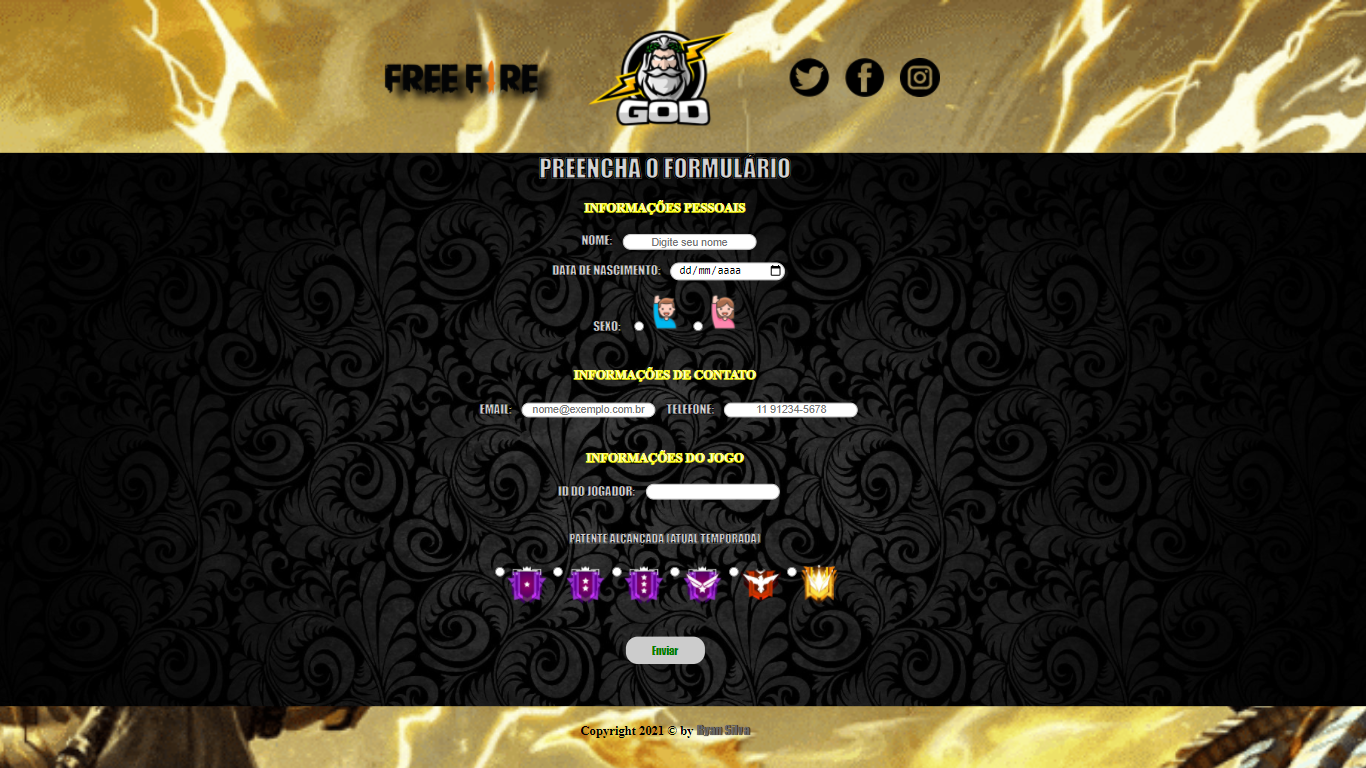 FREE FIRE
GOD
PREENCHA O FORMULÁRIO
INFORMAÇÕES PESSOAIS
NOME: Digite seu nome
DATA DE NASCIMENTO: dd/mm/aaaa
SEXO:
INFORMAÇÕES DE CONTATO
EMAIL: nome@exemplo.com.br TELEFONE: 11 91234-5678
INFORMAÇÕES DO JOGO
ID DO JOGADOR:
PATENTE ALCANCADA (ATUAL TEMPORADA)
Enviar
Copyright 2021 © by Ryan Silva